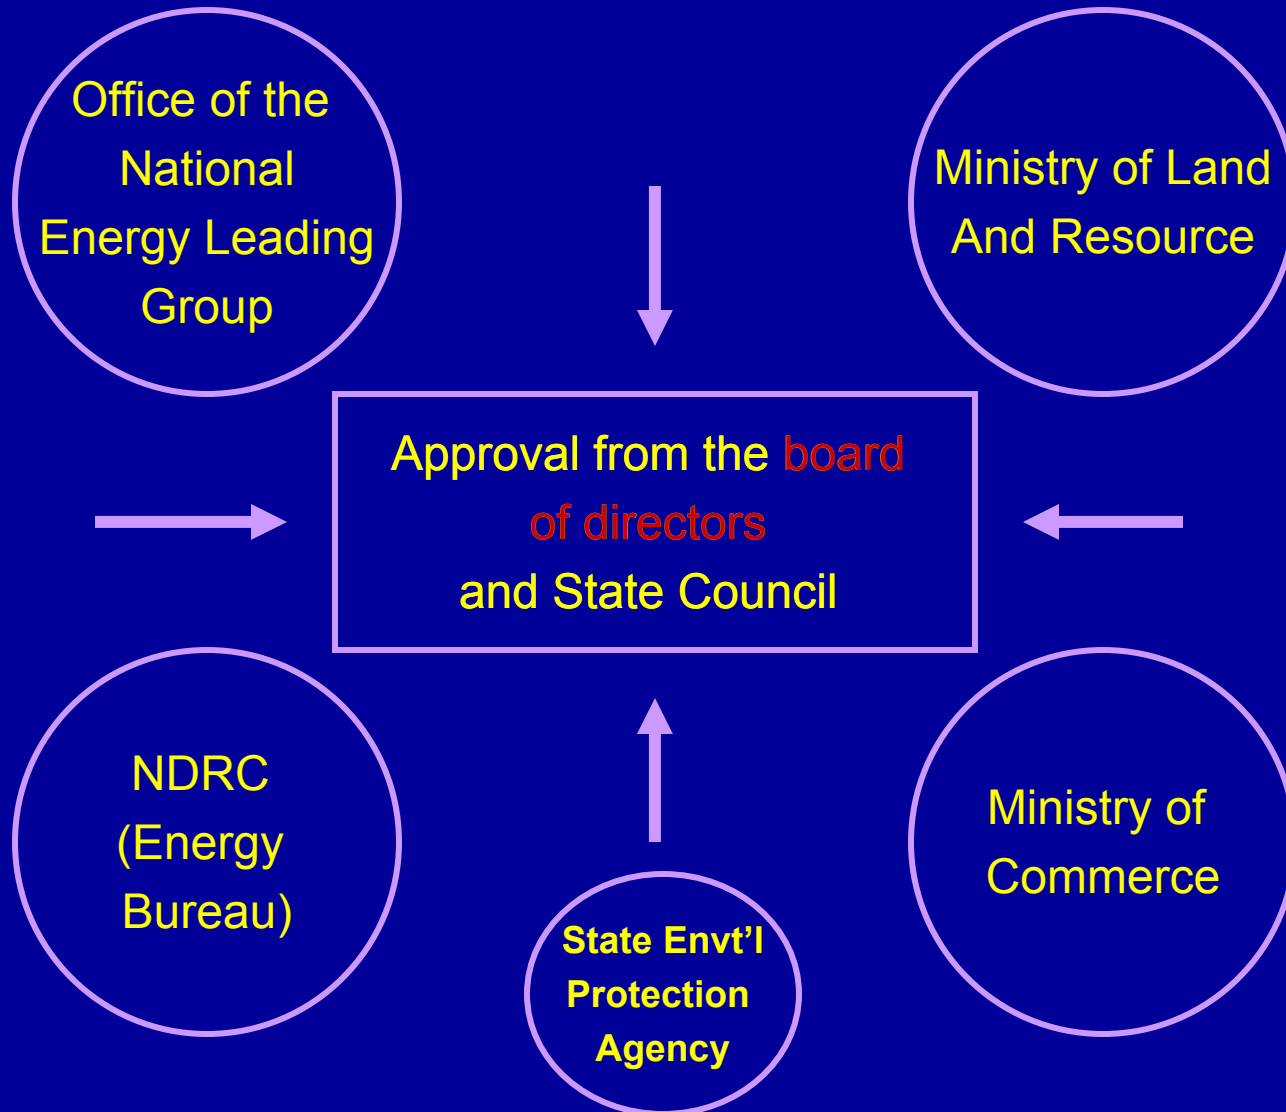 Office of the
National
Energy Leading
Group
Ministry of Land
And Resource
Approval from the board
of directors
and State Council
NDRC
(Energy
Bureau)
Ministry of
Commerce
State Envt’l
Protection
Agency